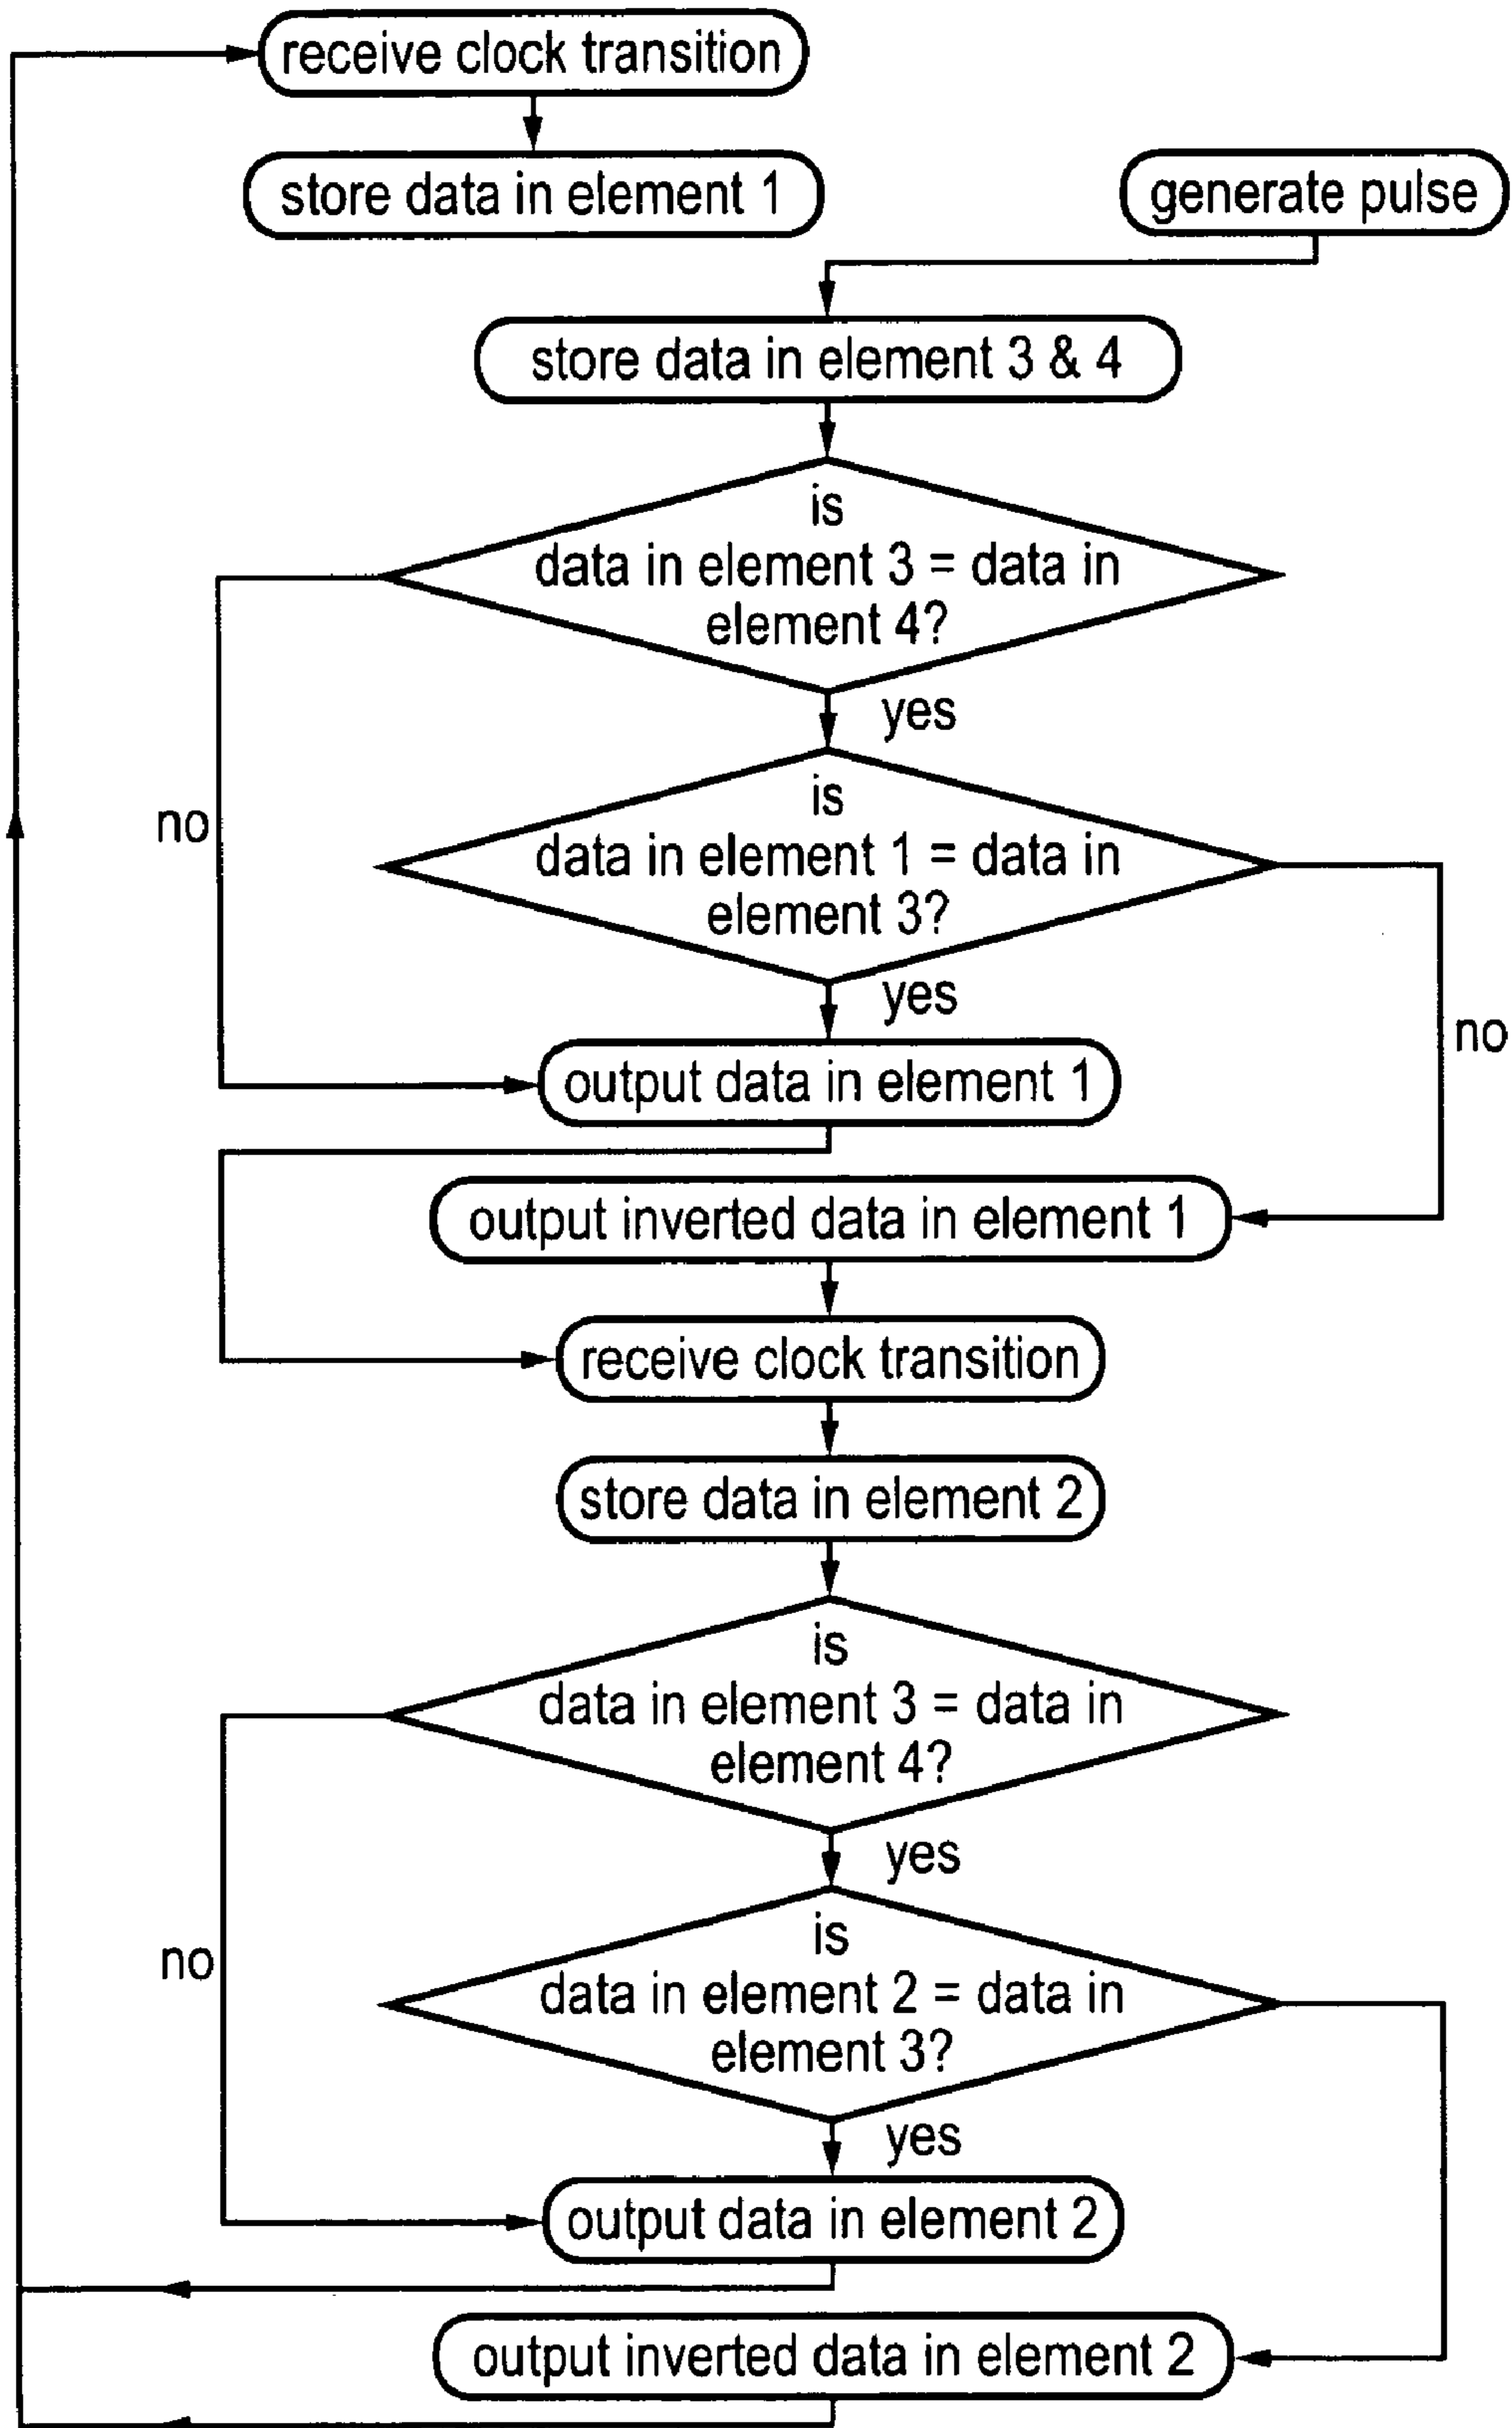 receive clock transition
store data in element 1
generate pulse
store data in element 3 & 4
is
data in element 3 = data in
element 4?
yes
no
is
data in element 1 = data in
element 3?
yes
no
output data in element 1
output inverted data in element 1
receive clock transition
store data in element 2
is
data in element 3 = data in
element 4?
yes
no
is
data in element 2 = data in
element 3?
yes
output data in element 2
output inverted data in element 2